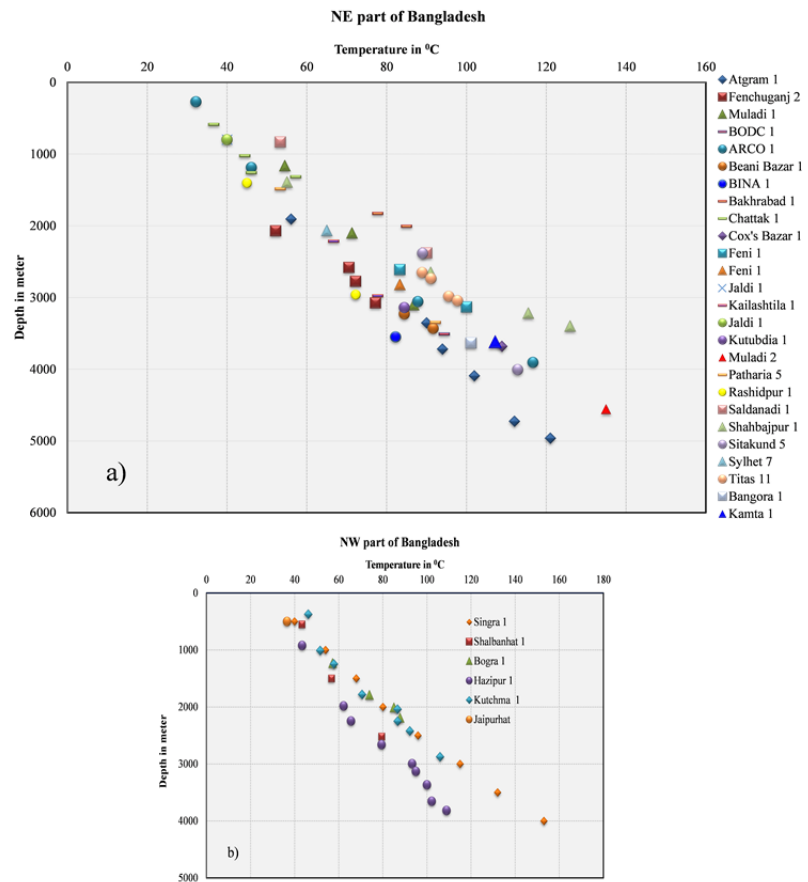 NE part of Bangladesh
Temperature in ⁰C
0 20 40 60 80 100 120 140 160
Depth in meter
0
1000
2000
3000
4000
5000
6000
Atgram 1
Fenchuganj 2
Muladi 1
BODC 1
ARCO 1
Beani Bazar 1
BINA 1
Bakhrabad 1
Chattak 1
Cox's Bazar 1
Feni 1
Feni 1
Jaldi 1
Kailashtila 1
Jaldi 1
Kutubdia 1
Muladi 2
Patharia 5
Rashidpur 1
Saldanadi 1
Shahbajpur 1
Sitakund 5
Sylhet 7
Titas 11
Bangora 1
Kamta 1
a)
NW part of Bangladesh
Temperature in ⁰C
0 20 40 60 80 100 120 140 160 180
Depth in meter
0
1000
2000
3000
4000
5000
Singra 1
Shalbanhat 1
Bogra 1
Hazipur 1
Kutchma 1
Jaipurhat
b)